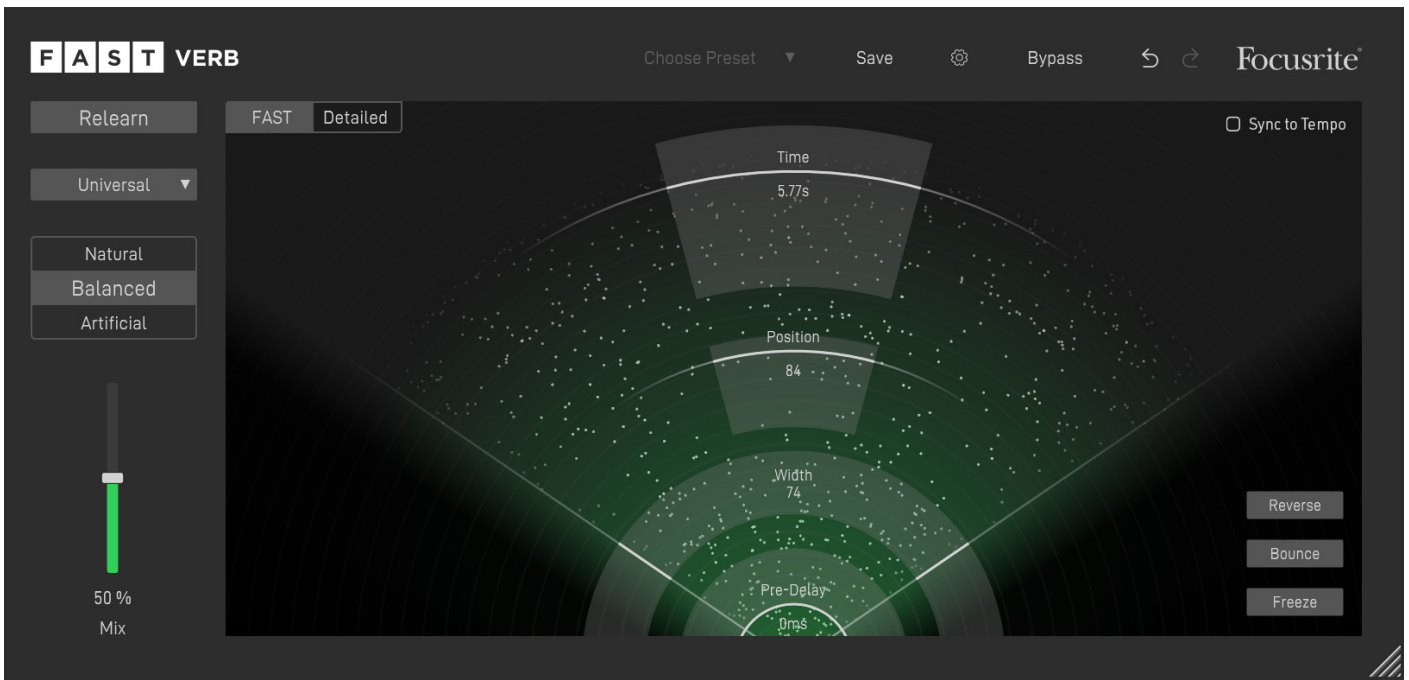 FAST VERB
Choose Preset
Save
Bypass
Focusrite
Relearn
FAST
Detailed
Sync to Tempo
Universal
Natural
Balanced
Artificial
50 %
Mix
Time
5.77s
Position
84
Width
74
Pre-Delay
0ms
Reverse
Bounce
Freeze